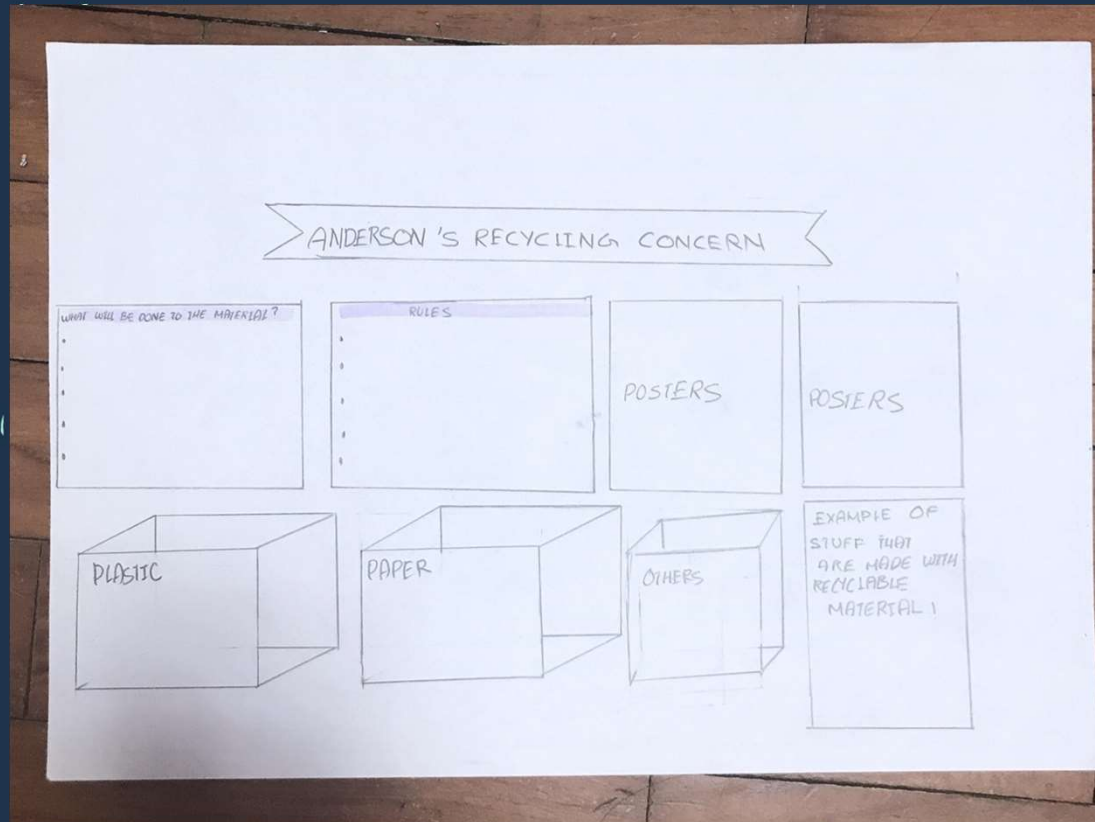 ANDERSON'S RECYCLING CONCERN
WHAT WILL BE DONE TO THE MATERIAL?
RULES
POSTERS
POSTERS
PLASTIC
PAPER
OTHERS
EXAMPLE OF
STUFF THAT
ARE MADE WITH
RECYCLABLE
MATERIAL!